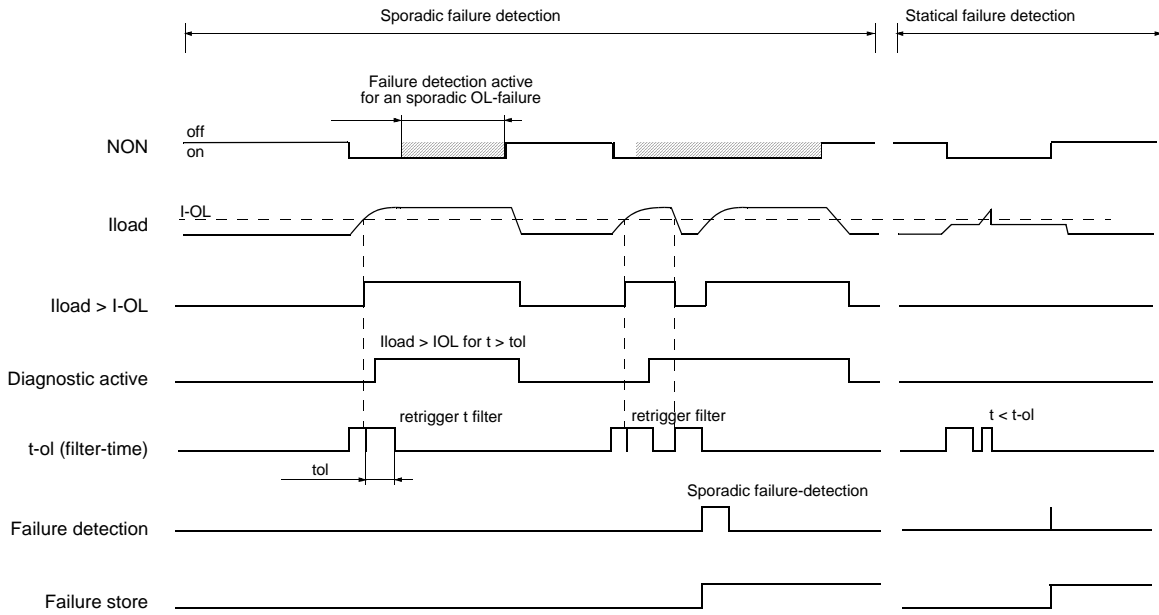 Sporadic failure detection
Statical failure detection
Failure detection active
for an sporadic OL-failure
off
NON
on
I-OL
Iload
Iload > I-OL
Iload > IOL for t > tol
Diagnostic active
retrigger t filter
retrigger filter
t < t-ol
t-ol (filter-time)
tol
Sporadic failure-detection
Failure detection
Failure store